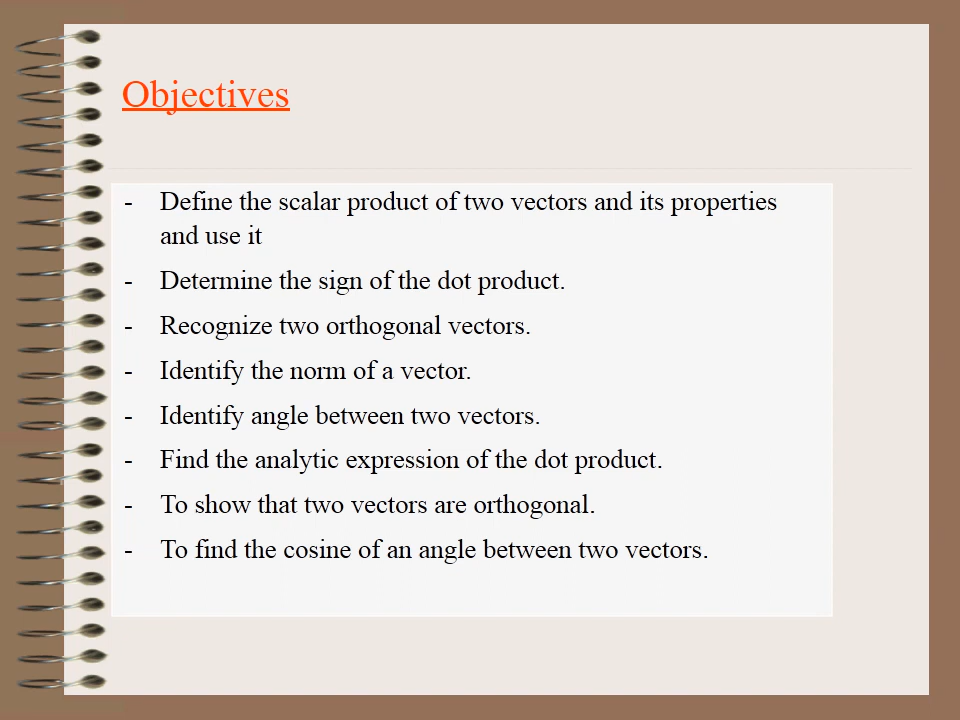 Objectives
- Define the scalar product of two vectors and its properties
and use it
- Determine the sign of the dot product.
- Recognize two orthogonal vectors.
- Identify the norm of a vector.
- Identify angle between two vectors.
- Find the analytic expression of the dot product.
- To show that two vectors are orthogonal.
- To find the cosine of an angle between two vectors.